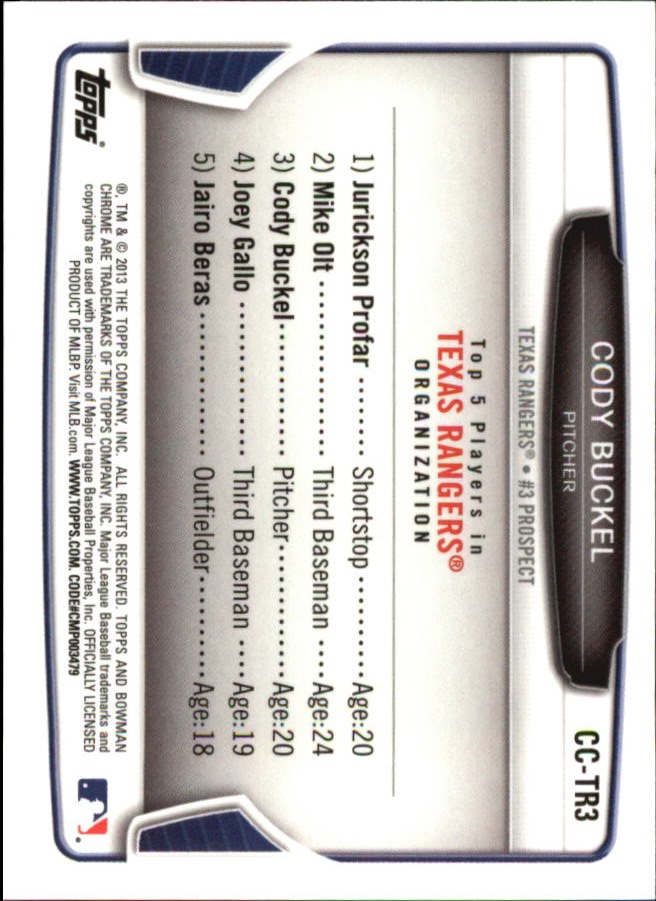 CC-TR3
CODY BUCKEL
PITCHER
TEXAS RANGERS® • #3 PROSPECT
Top 5 Players in
TEXAS RANGERS®
ORGANIZATION
1) Jurickson Profar ........ Shortstop ..........Age:20
2) Mike Olt .................. Third Baseman ....Age:24
3) Cody Buckel.............. Pitcher..............Age:20
4) Joey Gallo ................ Third Baseman ....Age:19
5) Jairo Beras ............... Outfielder..........Age:18
topps®
®, TM & © 2013 THE TOPPS COMPANY, INC. ALL RIGHTS RESERVED. TOPPS AND BOWMAN
CHROME ARE TRADEMARKS OF THE TOPPS COMPANY, INC. Major League Baseball trademarks and
copyrights are used with permission of Major League Baseball Properties, Inc. OFFICIALLY LICENSED
PRODUCT OF MLBP. Visit MLB.com. WWW.TOPPS.COM. CODE#CMP003479